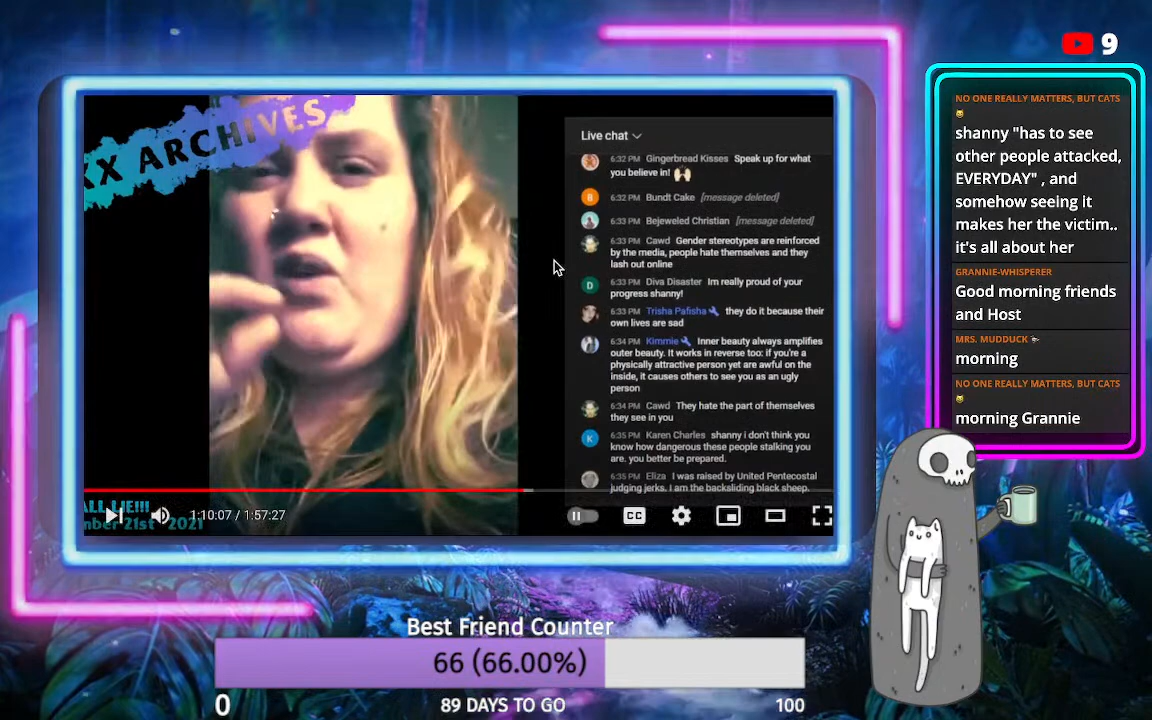 XX ARCHIVES
Live chat
6:32 PM Gingerbread Kisses Speak up for what
you believe in!
B
6:32 PM Bundt Cake [message deleted]
6:33 PM Bejeweled Christian [message deleted]
6:33 PM Cawd Gender stereotypes are reinforced
by the media, people hate themselves and they
lash out online
D
6:33 PM Diva Disaster Im really proud of your
progress shanny!
6:33 PM Trisha Pafisha they do it because their
own lives are sad
6:34 PM Kimmie Inner beauty always amplifies
outer beauty. It works in reverse too: if you're a
physically attractive person yet are awful on the
inside, it causes others to see you as an ugly
person
6:34 PM Cawd They hate the part of themselves
they see in you
K
6:35 PM Karen Charles shanny i don't think you
know how dangerous these people stalking you
are. you better be prepared.
6:35 PM Eliza I was raised by United Pentecostal
judging jerks. I am the backsliding black sheep.
ALL LIE!!!
mber 21st 2021
1:10:07 / 1:57:27
CC
9
NO ONE REALLY MATTERS, BUT CATS
shanny "has to see
other people attacked,
EVERYDAY" , and
somehow seeing it
makes her the victim..
it's all about her
GRANNIE-WHISPERER
Good morning friends
and Host
MRS. MUDDUCK
morning
NO ONE REALLY MATTERS, BUT CATS
morning Grannie
Best Friend Counter
66 (66.00%)
0
89 DAYS TO GO
100